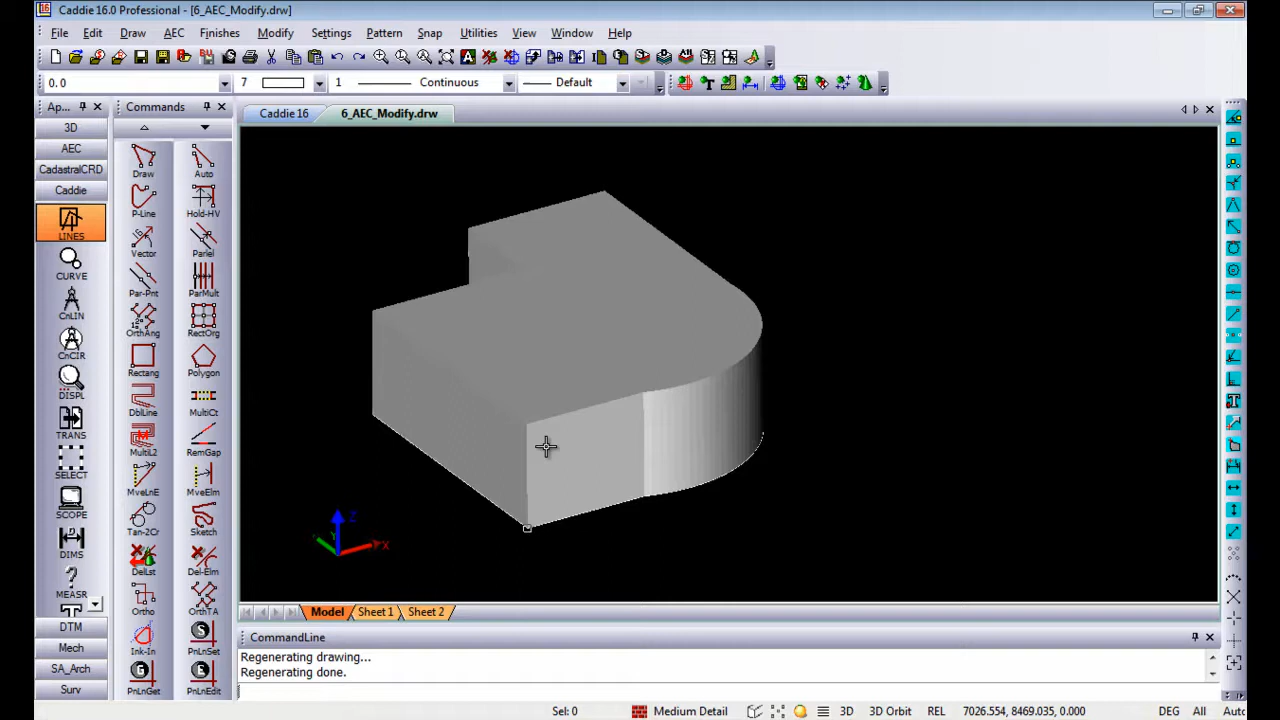 Caddie 16.0 Professional - [6_AEC_Modify.drw]
File Edit Draw AEC Finishes Modify Settings Pattern Snap Utilities View Window Help
0.0 7 1 Continuous Default
Ap... Commands Caddie 16 6_AEC_Modify.drw
3D
AEC
CadastralCRD
Caddie
LINES
CURVE
CnLIN
CnCIR
DISPL
TRANS
SELECT
SCOPE
DIMS
MEASR
DTM
Mech
SA_Arch
Surv
Draw Auto
P-Line Hold-HV
Vector Parlel
Par-Pnt ParMult
OrthAng RectOrg
Rectang Polygon
DblLine MultiCt
MultiL2 RemGap
MveLnE MveElm
Tan-2Cr Sketch
DelLst Del-Elm
Ortho OrthTA
Ink-In PnLnSet
PnLnGet PnLnEdit
Z
Y
X
Model Sheet 1 Sheet 2
CommandLine
Regenerating drawing...
Regenerating done.
Sel: 0 Medium Detail 3D 3D Orbit REL 7026.554, 8469.035, 0.000 DEG All Auto